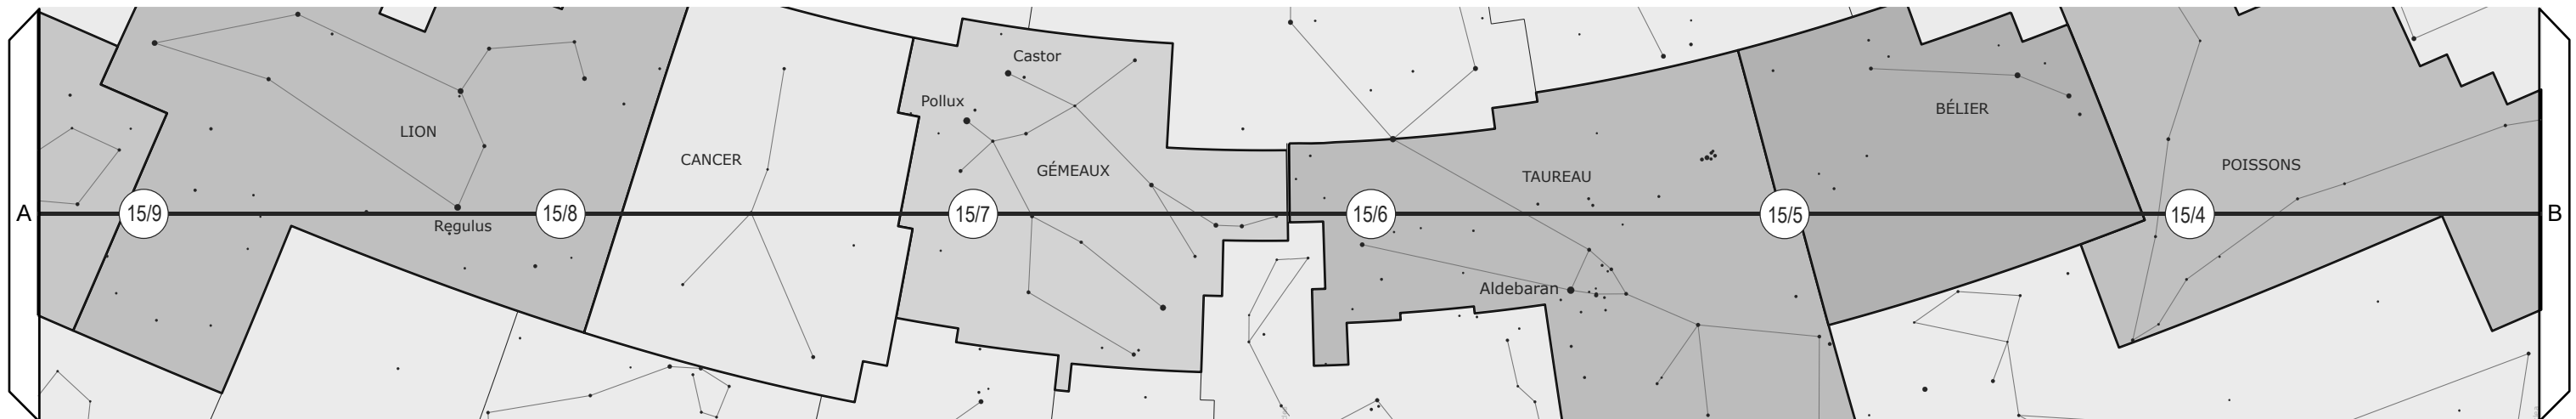 Castor
Pollux
LION
BÉLIER
CANCER
GÉMEAUX
TAUREAU
POISSONS
A
15/9
15/8
15/7
15/6
15/5
15/4
B
Regulus
Aldebaran